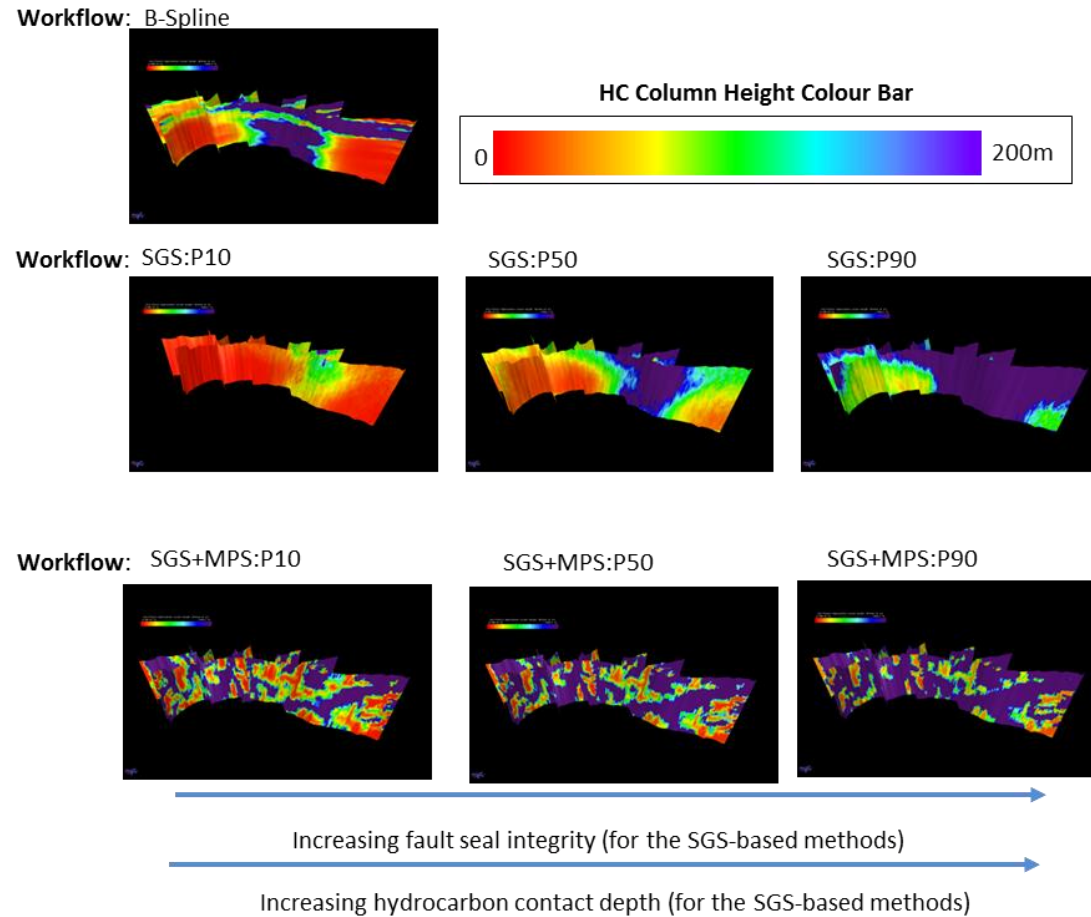 Workflow: B-Spline
HC Column Height Colour Bar
0
200m
Workflow: SGS:P10
SGS:P50
SGS:P90
Workflow: SGS+MPS:P10
SGS+MPS:P50
SGS+MPS:P90
Increasing fault seal integrity (for the SGS-based methods)
Increasing hydrocarbon contact depth (for the SGS-based methods)